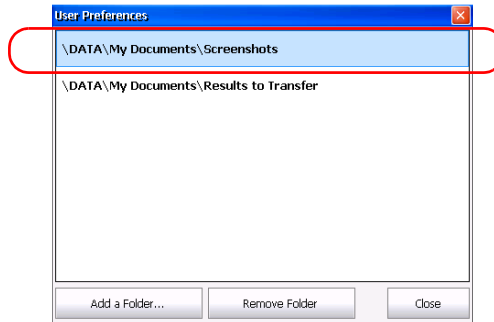 User Preferences
\DATA\My Documents\Screenshots
\DATA\My Documents\Results to Transfer
Add a Folder... Remove Folder Close